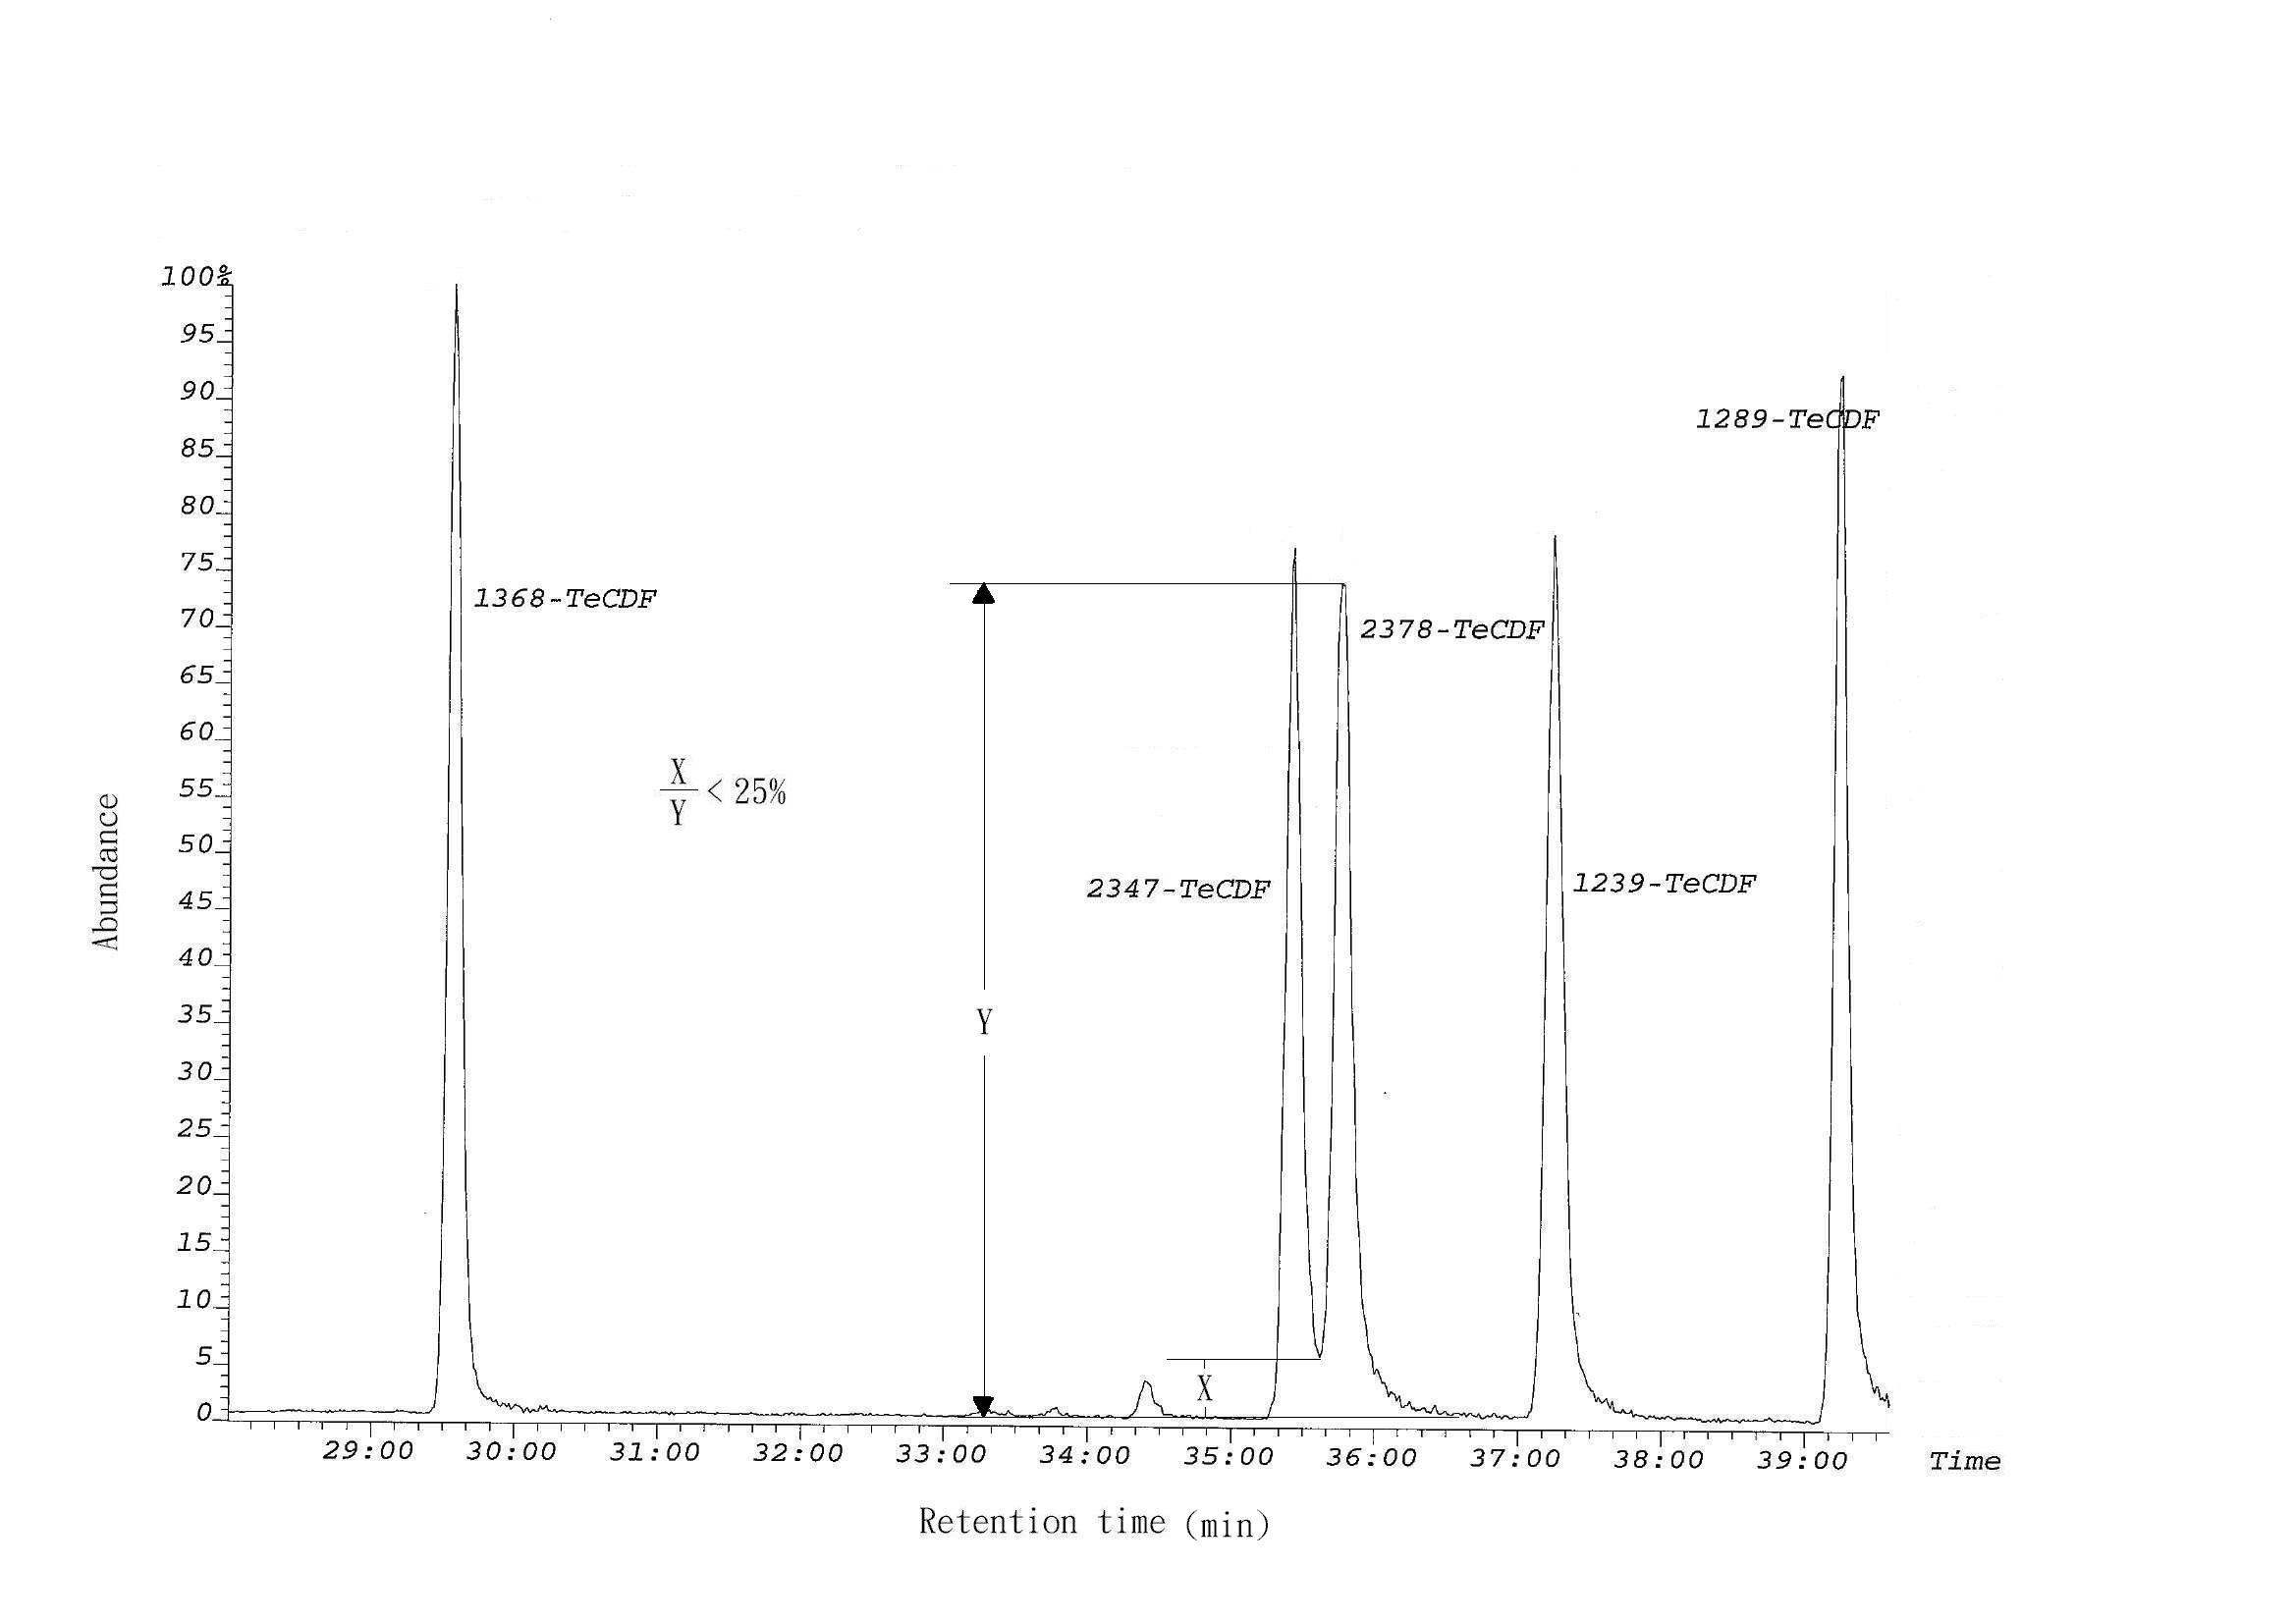 100%
95
90
1289-TeCDF
85
80
75
1368-TeCDF
70
2378-TeCDF
65
60
X
55
< 25%
Y
50
2347-TeCDF
1239-TeCDF
45
Abundance
40
35
Y
30
25
20
15
10
5
X
0
29:00 30:00 31:00 32:00 33:00 34:00 35:00 36:00 37:00 38:00 39:00 Time
Retention time (min)